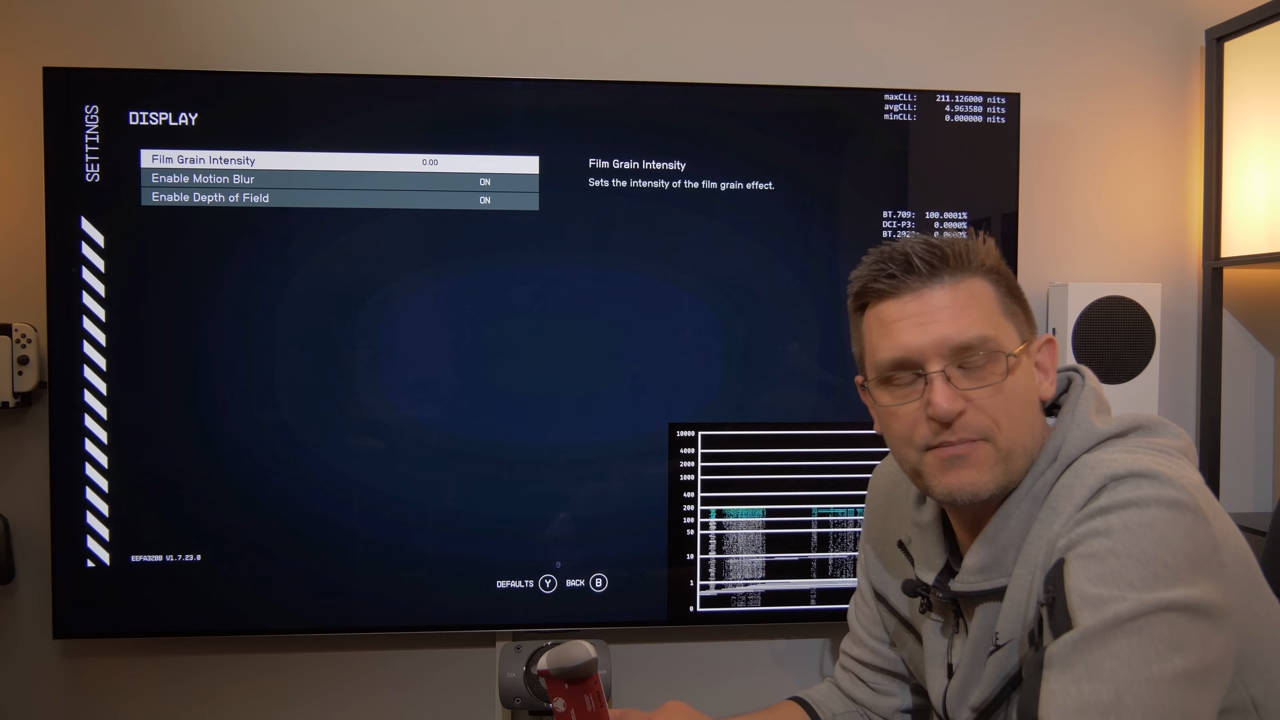 SETTINGS
DISPLAY
Film Grain Intensity 0.00
Enable Motion Blur ON
Enable Depth of Field ON
Film Grain Intensity
Sets the intensity of the film grain effect.
maxCLL: 211.126000 nits
avgCLL: 4.963580 nits
minCLL: 0.000000 nits
BT.709: 100.0001%
DCI-P3: 0.0000%
10000
4000
2000
1000
400
200
100
50
10
1
0
DEFAULTS Y BACK B